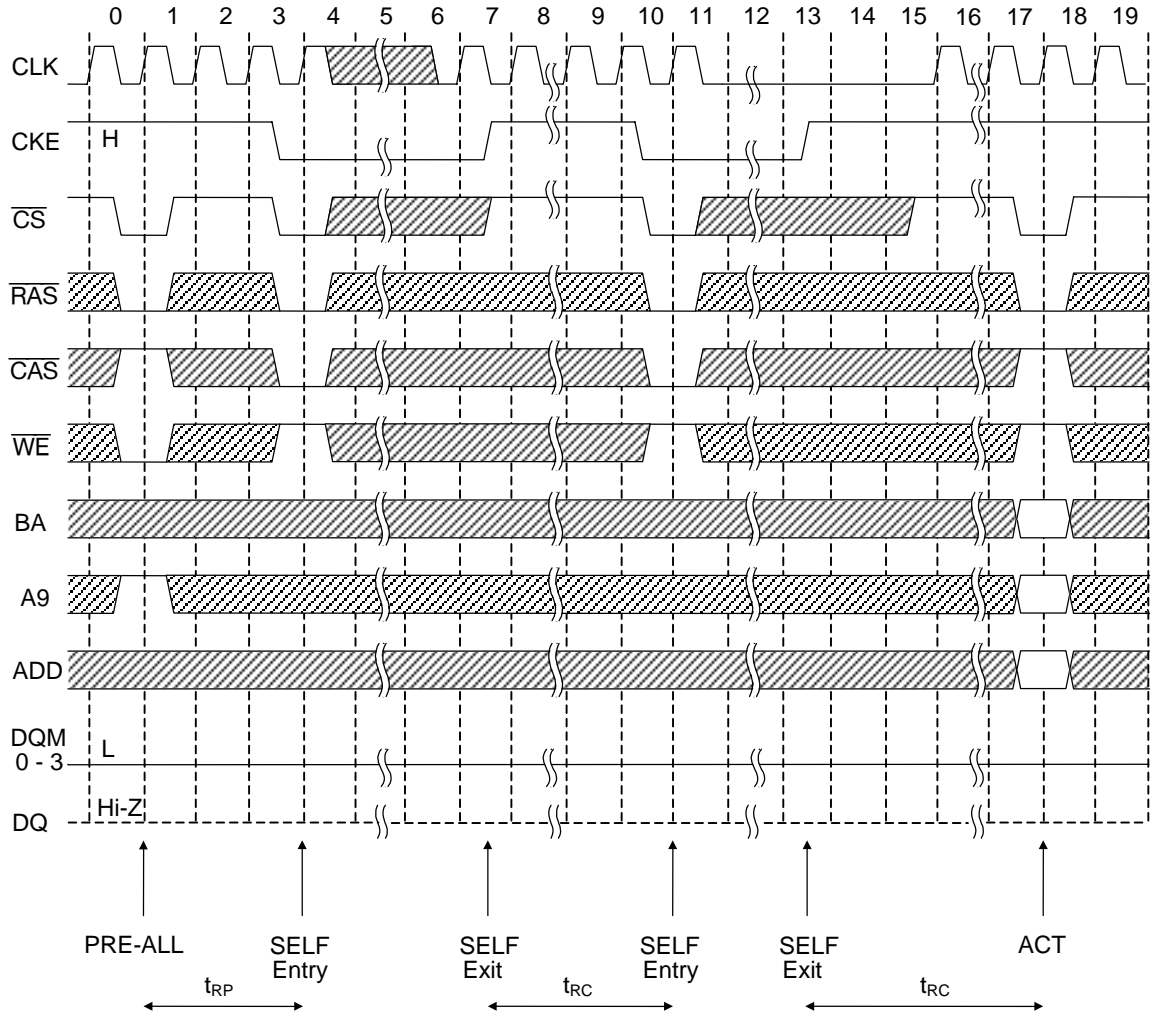 0 1 2 3 4 5 6 7 8 9 10 11 12 13 14 15 16 17 18 19
CLK
CKE H
CS
RAS
CAS
WE
BA
A9
ADD
DQM
0 - 3 L
Hi-Z
DQ
PRE-ALL SELF SELF SELF SELF ACT
Entry Exit Entry Exit
tRP tRC tRC